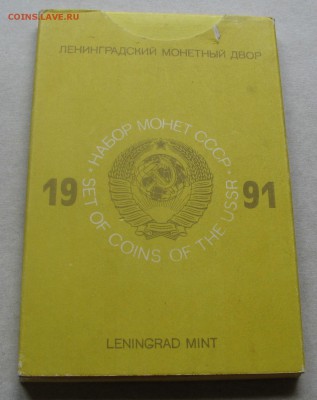 COINSLAVE.RU
ЛЕНИНГРАДСКИЙ МОНЕТНЫЙ ДВОР
НАБОР МОНЕТ СССР
19 91
SET OF COINS OF THE USSR
LENINGRAD MINT